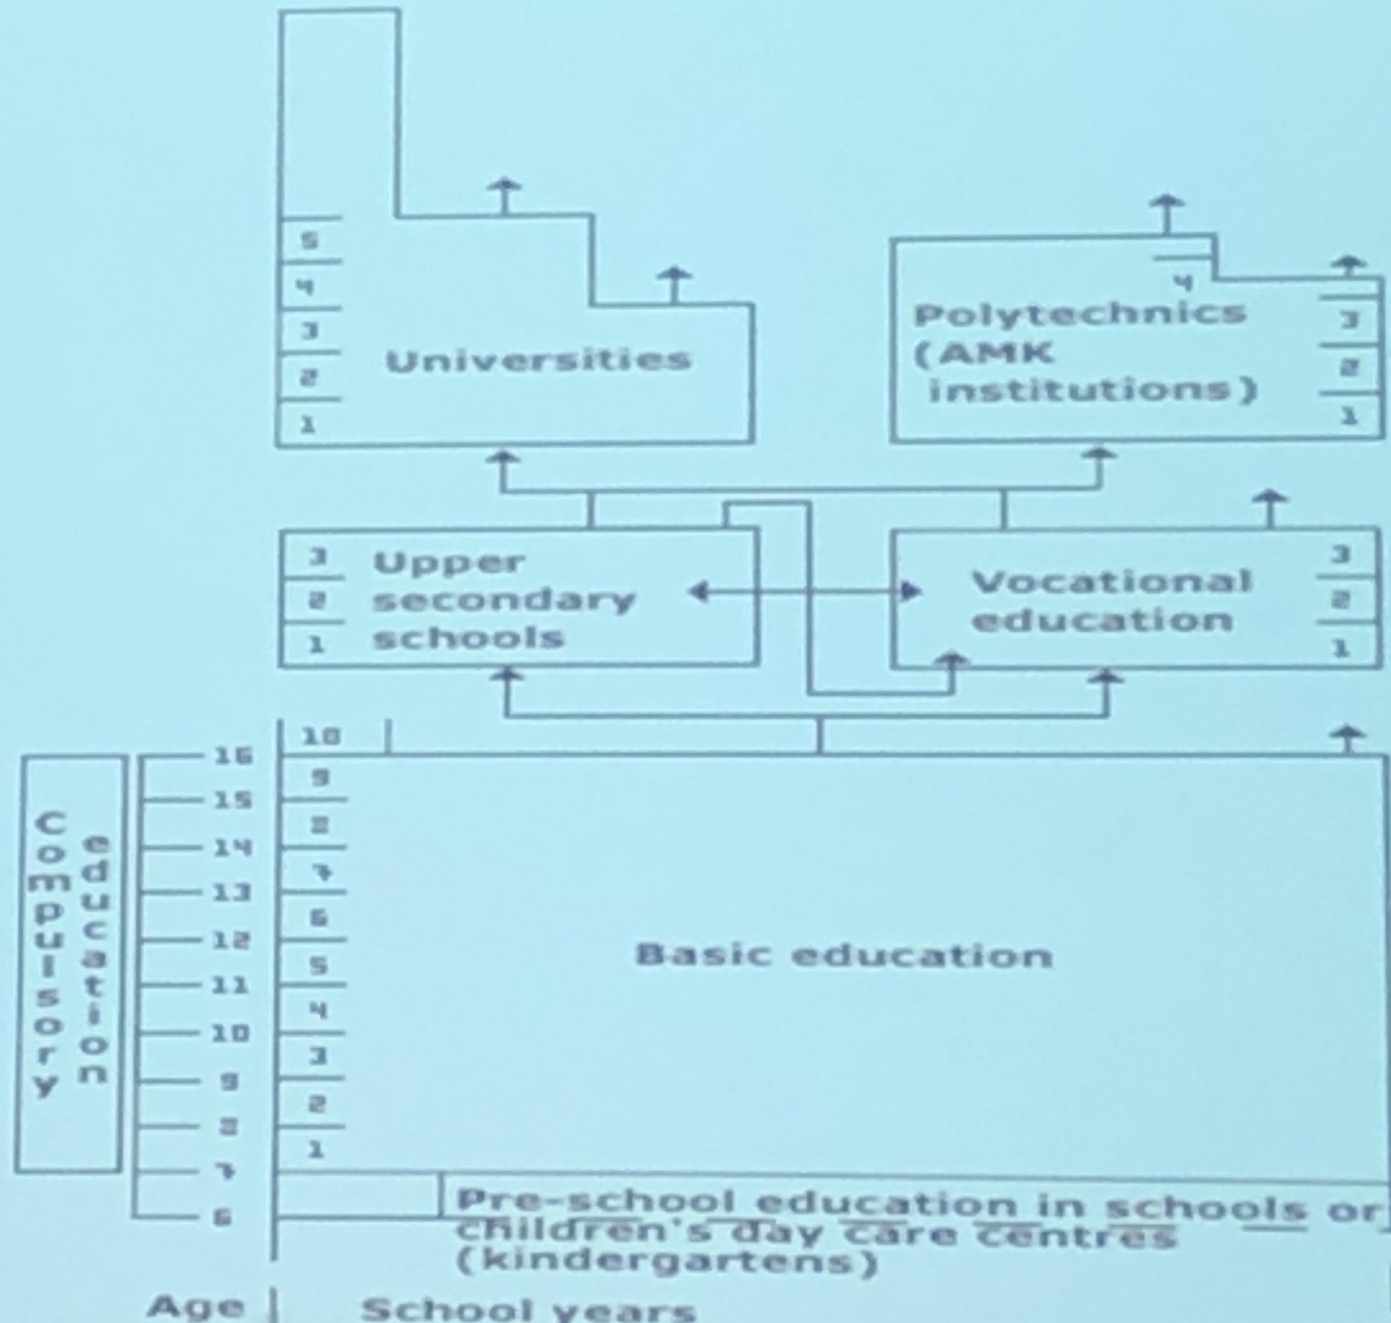 5
4
3
2
1
Universities
4
Polytechnics
(AMK
institutions)
3
2
1
3
2
1
Upper
secondary
schools
Vocational
education
3
2
1
Compulsory
education
16
15
14
13
12
11
10
9
8
7
6
10
9
8
7
6
5
4
3
2
1
Basic education
Pre-school education in schools or
children's day care centres
(kindergartens)
Age
School years